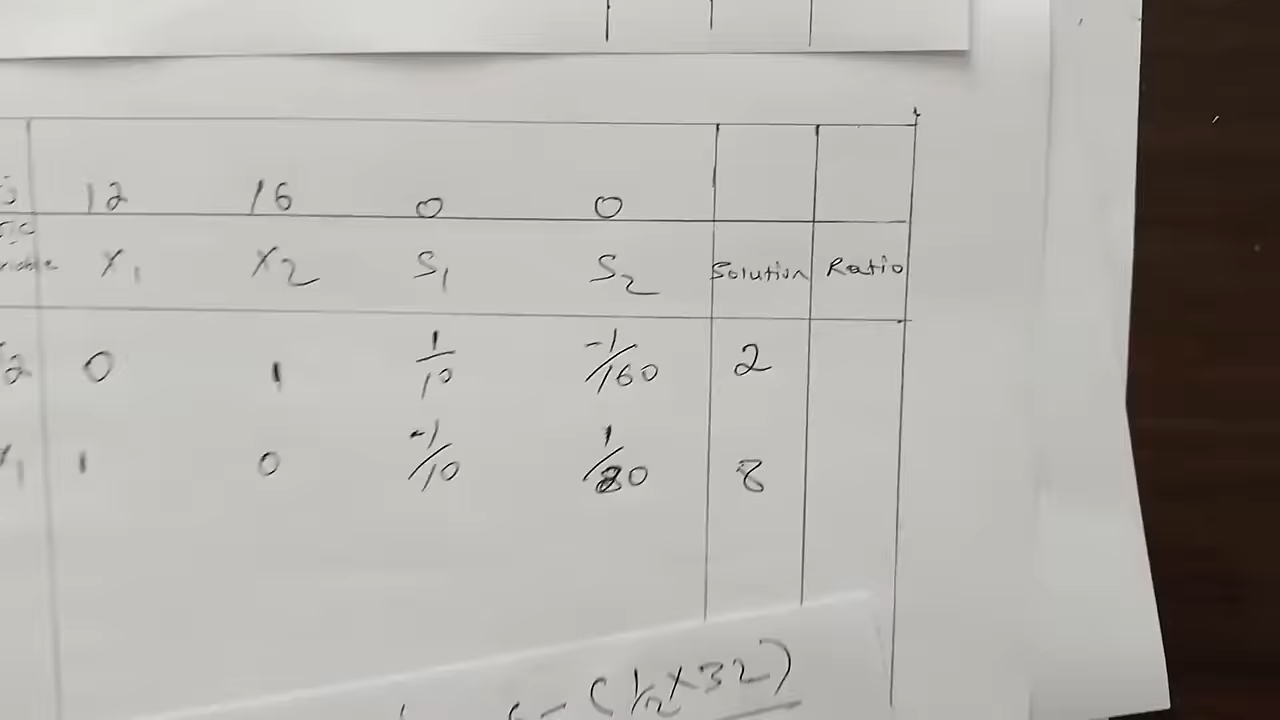 12 16 0 0
x1 x2 S1 S2 Solution Ratio
0 1 1/10 -1/160 2
x1 1 0 -1/10 1/80 8
- (1/2 x 32)